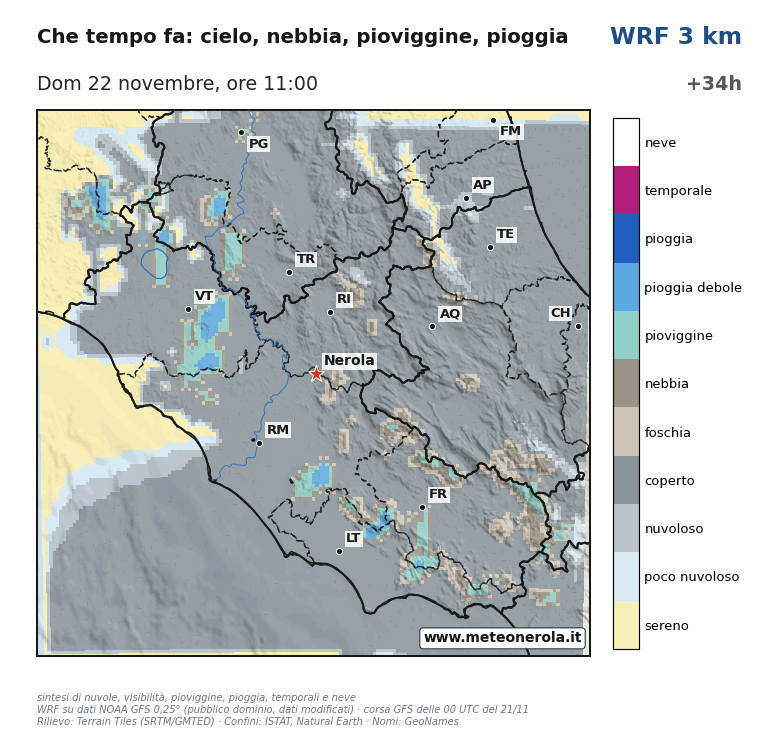 Che tempo fa: cielo, nebbia, pioviggine, pioggia
WRF 3 km
Dom 22 novembre, ore 11:00
+34h
FM
PG
AP
TE
TR
VT
RI
AQ
CH
Nerola
RM
FR
LT
www.meteonerola.it
neve
temporale
pioggia
pioggia debole
pioviggine
nebbia
foschia
coperto
nuvoloso
poco nuvoloso
sereno
sintesi di nuvole, visibilità, pioviggine, pioggia, temporali e neve
WRF su dati NOAA GFS 0,25° (pubblico dominio, dati modificati) · corsa GFS delle 00 UTC del 21/11
Rilievo: Terrain Tiles (SRTM/GMTED) · Confini: ISTAT, Natural Earth · Nomi: GeoNames